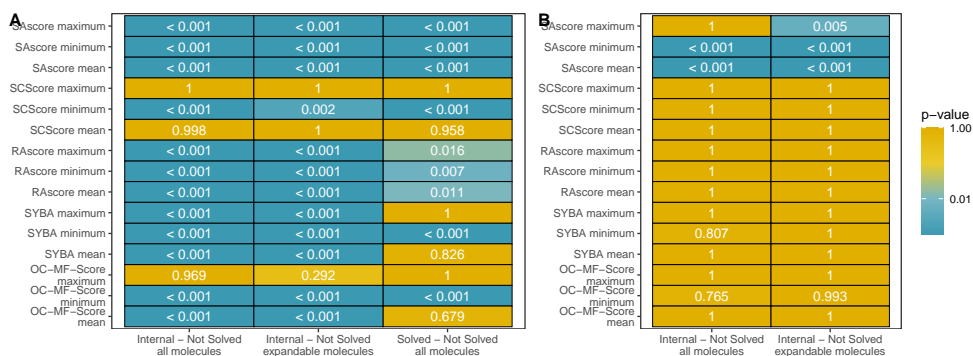 A
SAscore maximum < 0.001 < 0.001 < 0.001
SAscore minimum < 0.001 < 0.001 < 0.001
SAscore mean < 0.001 < 0.001 < 0.001
SCScore maximum 1 1 1
SCScore minimum < 0.001 0.002 < 0.001
SCScore mean 0.998 1 0.958
RAscore maximum < 0.001 < 0.001 0.016
RAscore minimum < 0.001 < 0.001 0.007
RAscore mean < 0.001 < 0.001 0.011
SYBA maximum < 0.001 < 0.001 1
SYBA minimum < 0.001 < 0.001 < 0.001
SYBA mean < 0.001 < 0.001 0.826
OC−MF−Score
maximum 0.969 0.292 1
OC−MF−Score
minimum < 0.001 < 0.001 < 0.001
OC−MF−Score
mean < 0.001 < 0.001 0.679
Internal − Not Solved Internal − Not Solved Solved − Not Solved
all molecules expandable molecules all molecules
B
SAscore maximum 1 0.005
SAscore minimum < 0.001 < 0.001
SAscore mean < 0.001 < 0.001
SCScore maximum 1 1
SCScore minimum 1 1
SCScore mean 1 1
RAscore maximum 1 1
RAscore minimum 1 1
RAscore mean 1 1
SYBA maximum 1 1
SYBA minimum 0.807 1
SYBA mean 1 1
OC−MF−Score
maximum 1 1
OC−MF−Score
minimum 0.765 0.993
OC−MF−Score
mean 1 1
Internal − Not Solved Internal − Not Solved
all molecules expandable molecules
p−value
1.00
0.01